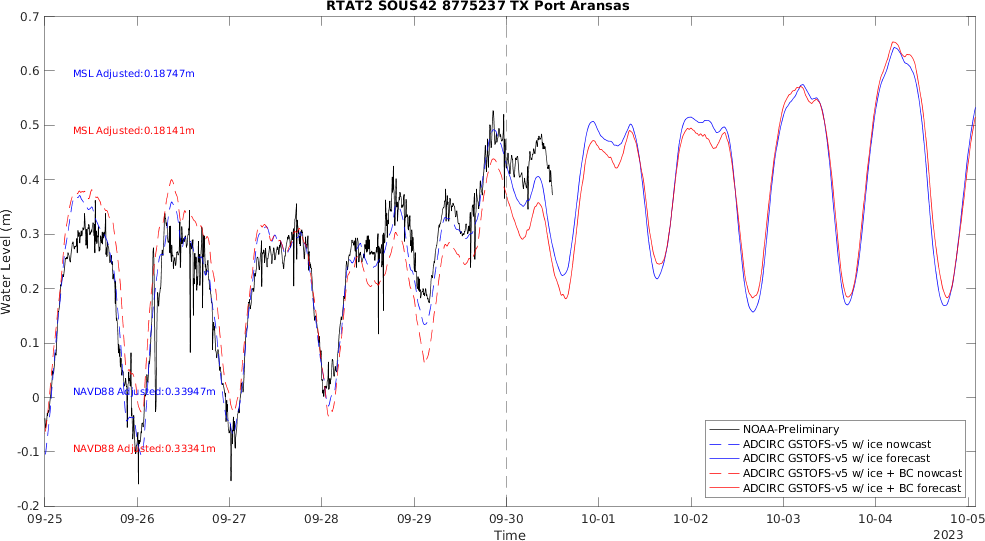 RTAT2 SOUS42 8775237 TX Port Aransas
0.7
0.6
0.5
0.4
0.3
0.2
0.1
0
-0.1
-0.2
Water Level (m)
MSL Adjusted:0.18747m
MSL Adjusted:0.18141m
NAVD88 Adjusted:0.33947m
NAVD88 Adjusted:0.33341m
NOAA-Preliminary
ADCIRC GSTOFS-v5 w/ ice nowcast
ADCIRC GSTOFS-v5 w/ ice forecast
ADCIRC GSTOFS-v5 w/ ice + BC nowcast
ADCIRC GSTOFS-v5 w/ ice + BC forecast
09-25 09-26 09-27 09-28 09-29 09-30 10-01 10-02 10-03 10-04 10-05
Time
2023